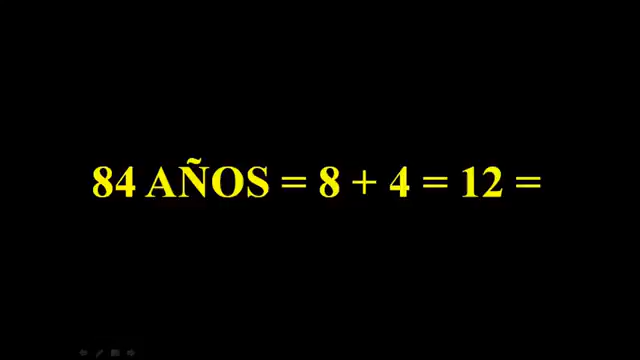 84 AÑOS = 8 + 4 = 12 =